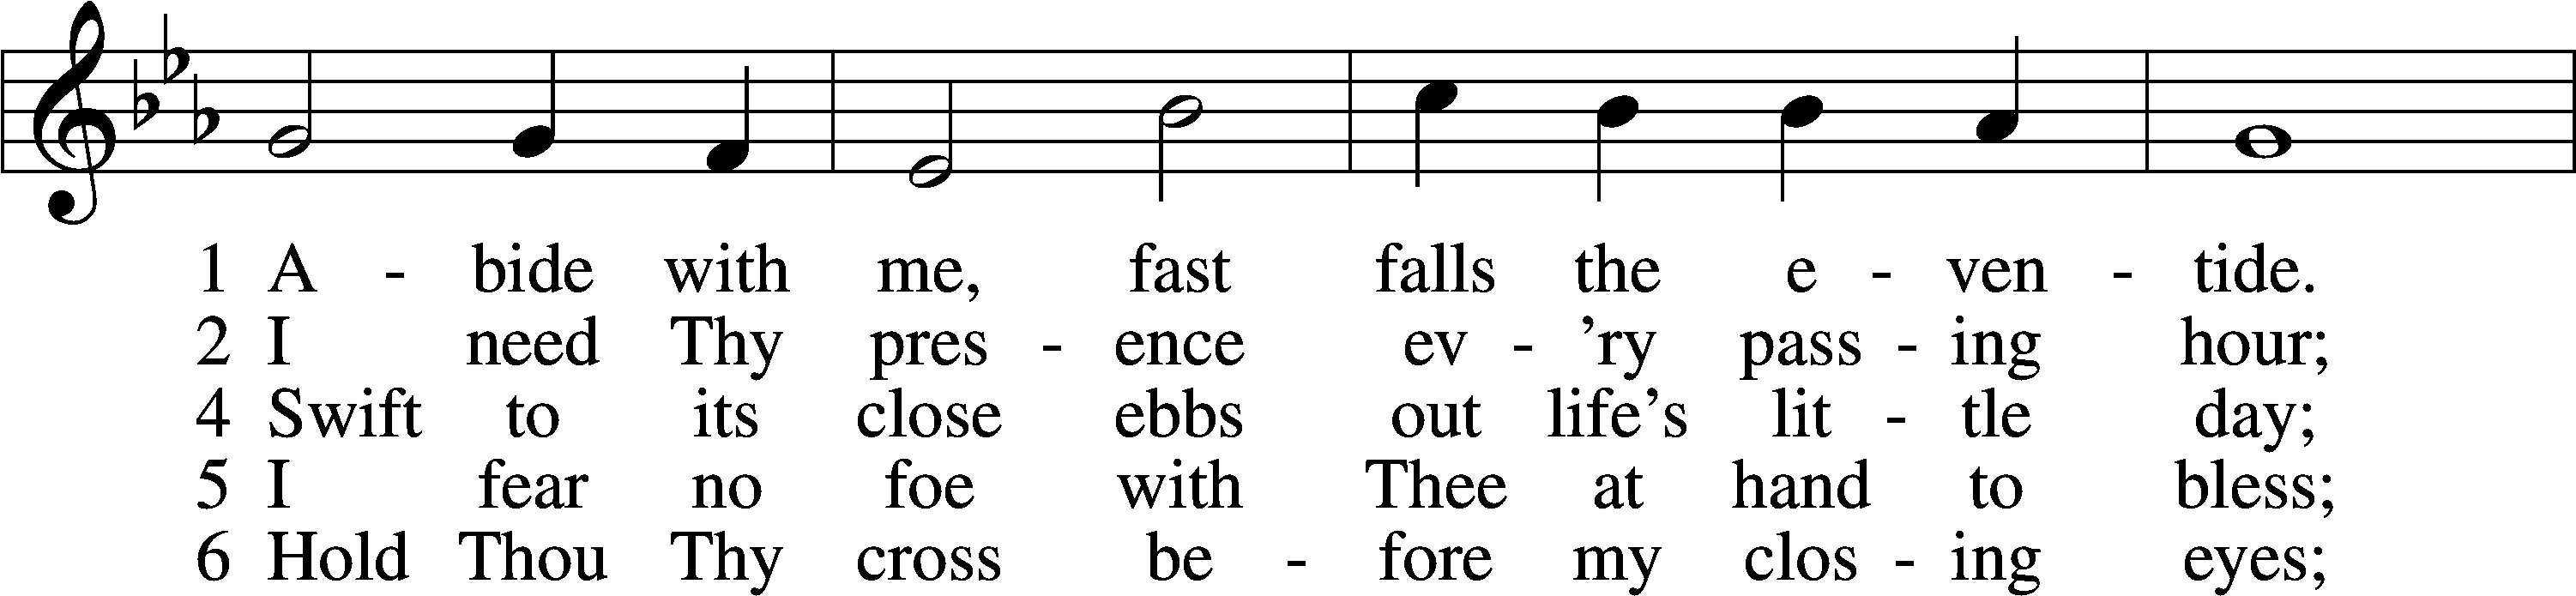 1 A - bide with me, fast falls the e - ven - tide.
2 I need Thy pres - ence ev - ’ry pass - ing hour;
4 Swift to its close ebbs out life’s lit - tle day;
5 I fear no foe with Thee at hand to bless;
6 Hold Thou Thy cross be - fore my clos - ing eyes;